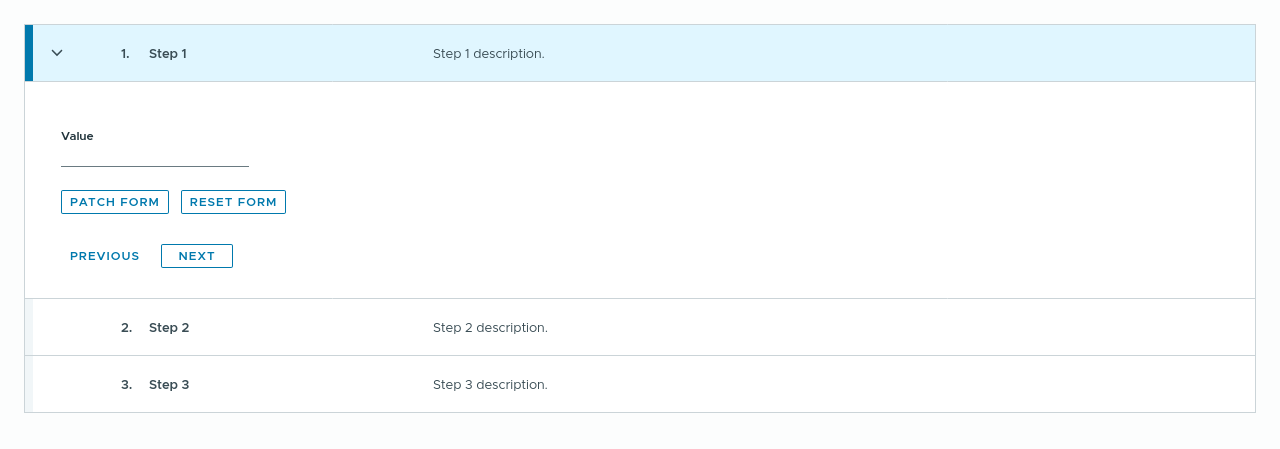 1. Step 1 Step 1 description.
Value
PATCH FORM RESET FORM
PREVIOUS NEXT
2. Step 2 Step 2 description.
3. Step 3 Step 3 description.